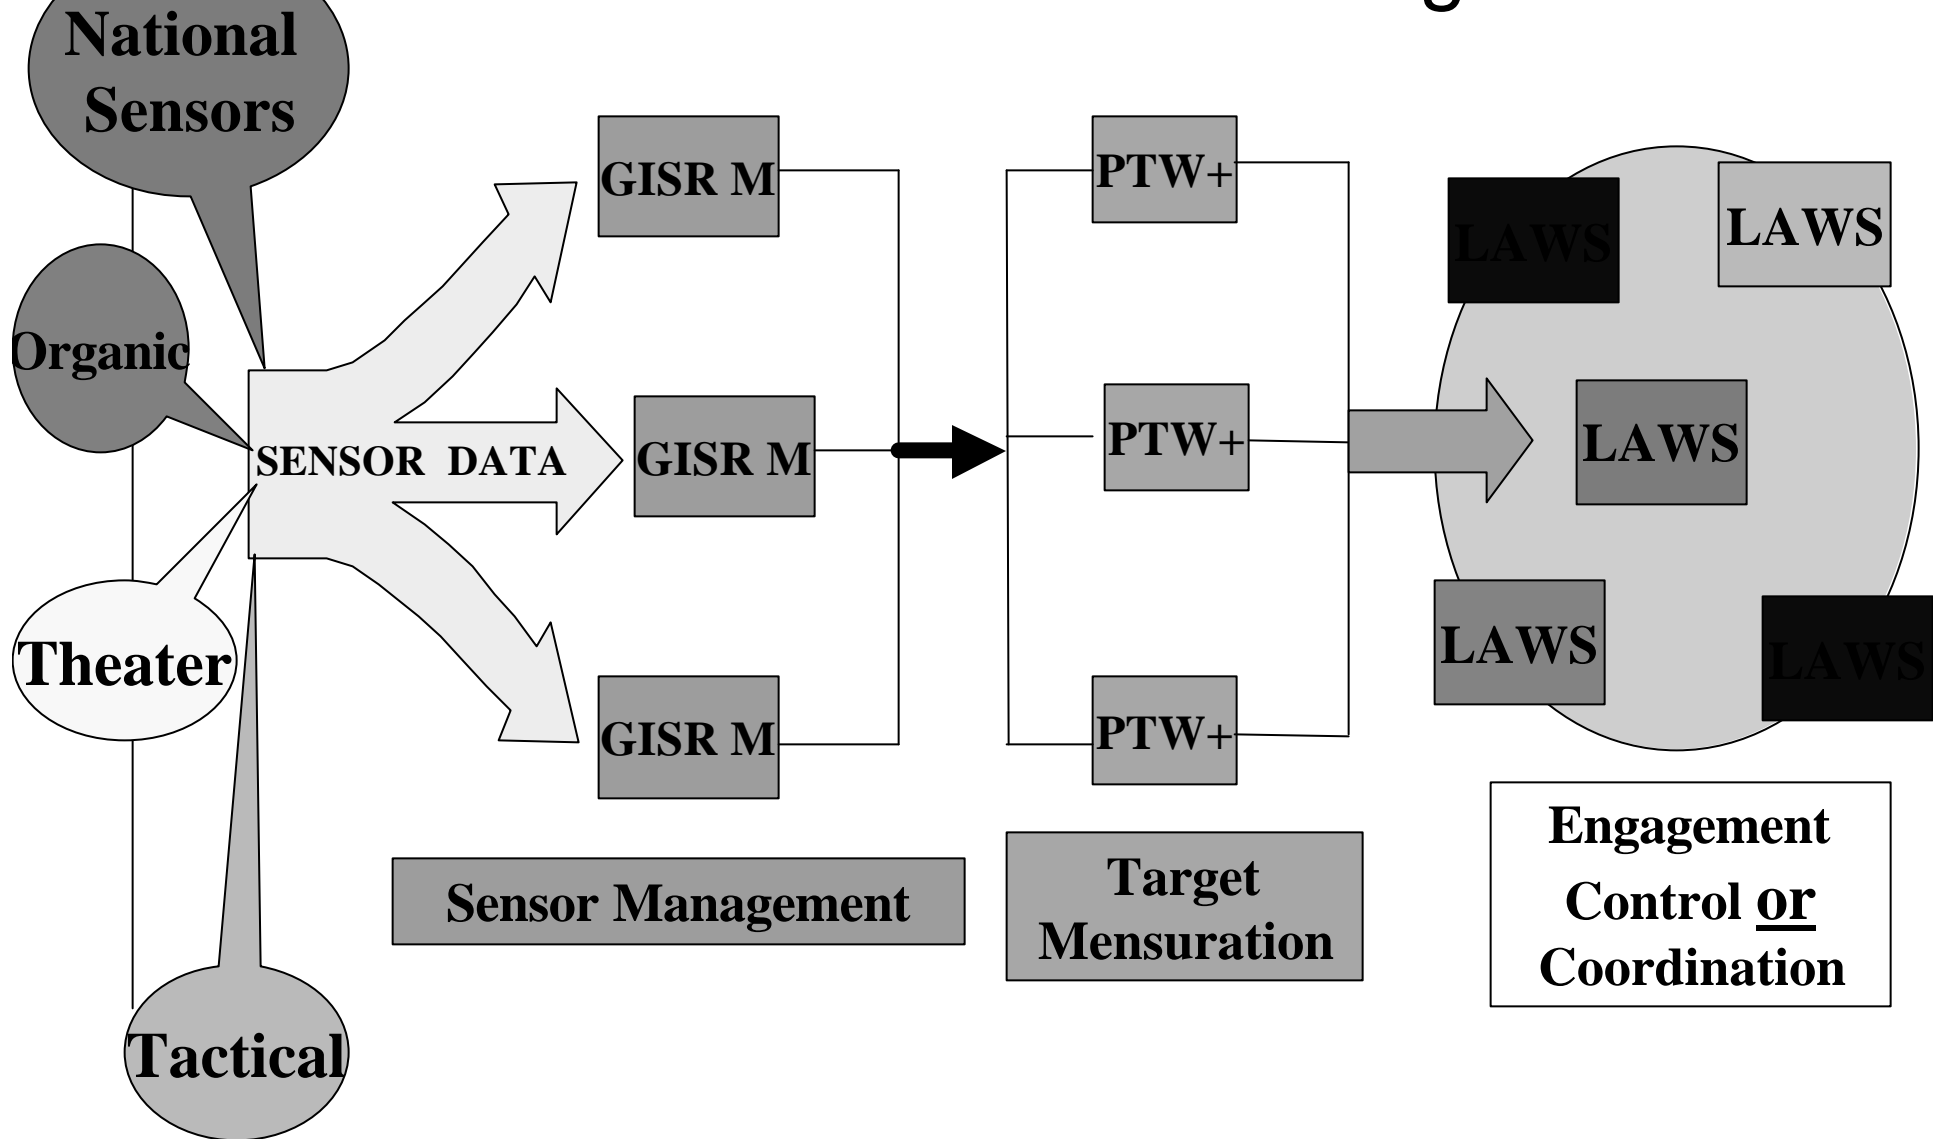 National
Sensors
Organic
Theater
Tactical
SENSOR DATA
GISR M
GISR M
GISR M
PTW+
PTW+
PTW+
LAWS
LAWS
LAWS
LAWS
LAWS
Sensor Management
Target
Mensuration
Engagement
Control or
Coordination